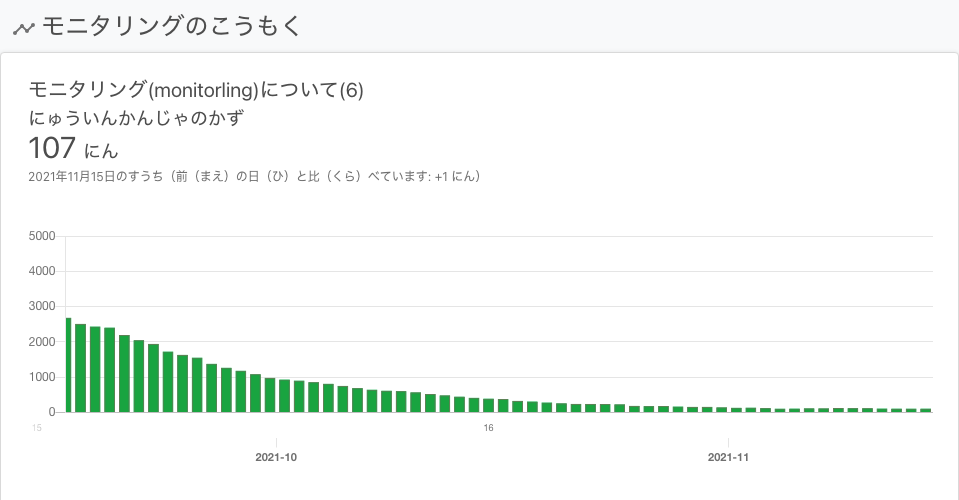 モニタリングのこうもく
モニタリング(monitorling)について(6)
にゅういんかんじゃのかず
107 にん
2021年11月15日のすうち（前（まえ）の日（ひ）と比（くら）べています: +1 にん）
5000
4000
3000
2000
1000
0
15
16
2021-10
2021-11